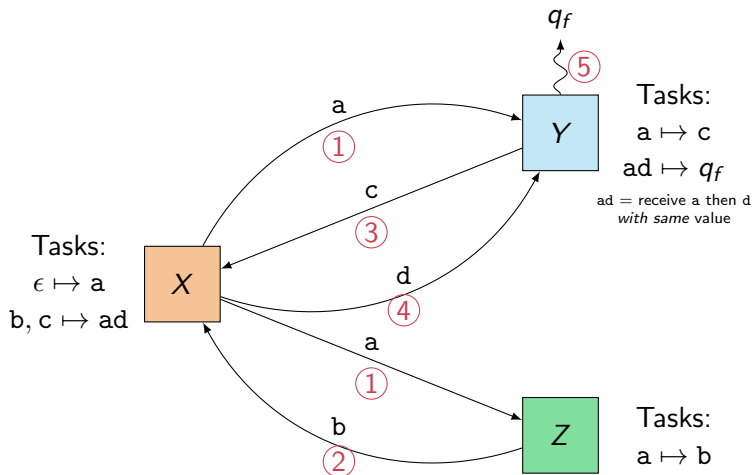 q_f
⑤
Tasks:
a ↦ c
ad ↦ q_f
ad = receive a then d
with same value
Y
a
①
c
③
Tasks:
ϵ ↦ a
b, c ↦ ad
X
d
④
a
①
b
②
Z
Tasks:
a ↦ b